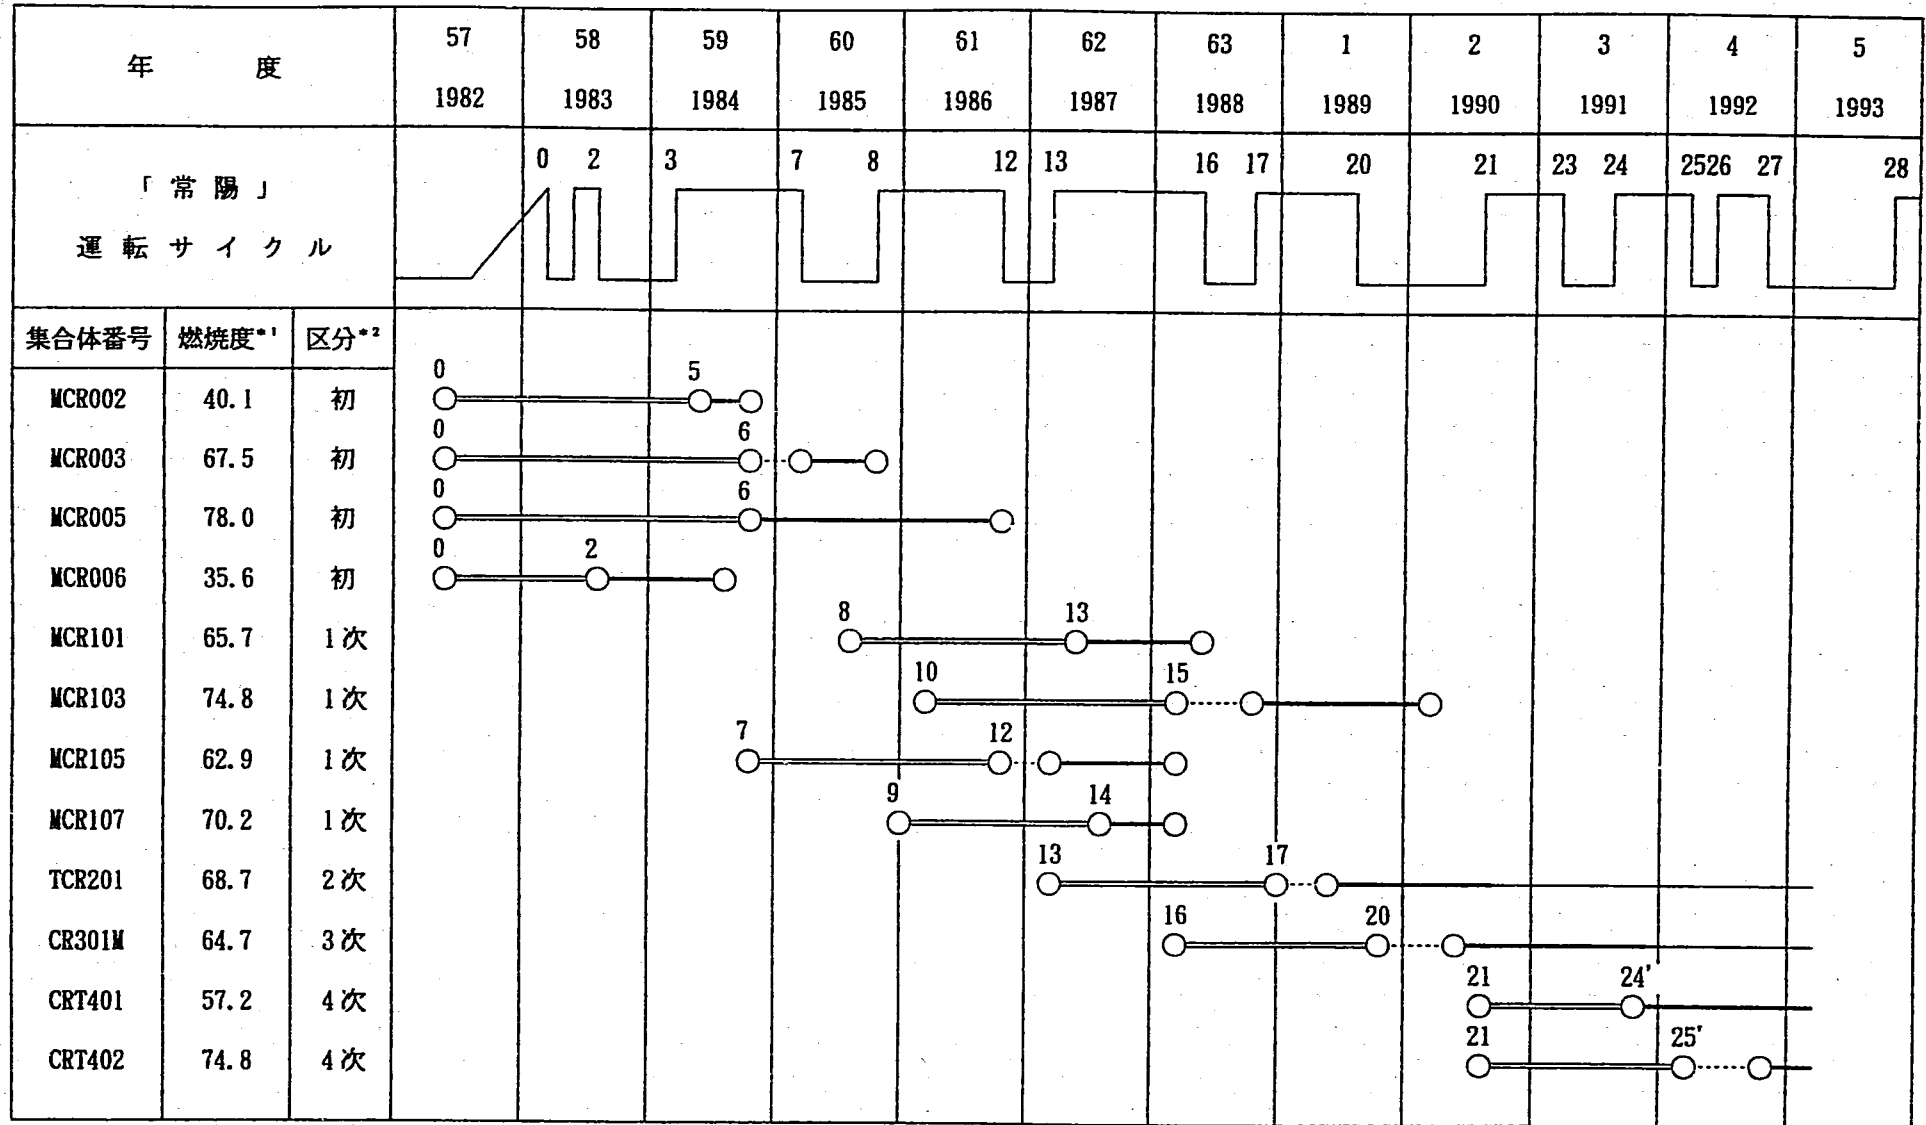 年度 57 58 59 60 61 62 63 1 2 3 4 5
1982 1983 1984 1985 1986 1987 1988 1989 1990 1991 1992 1993
「常陽」
運転サイクル
0 2 3 7 8 12 13 16 17 20 21 23 24 25 26 27 28
集合体番号 燃焼度*1 区分*2
0 5
MCR002 40.1 初
0 6
MCR003 67.5 初
0 6
MCR005 78.0 初
0 2
MCR006 35.6 初
8 13
MCR101 65.7 1次
10 15
MCR103 74.8 1次
7 12
MCR105 62.9 1次
9 14
MCR107 70.2 1次
13 17
TCR201 68.7 2次
16 20
CR301M 64.7 3次
21 24'
CRT401 57.2 4次
21 25'
CRT402 74.8 4次